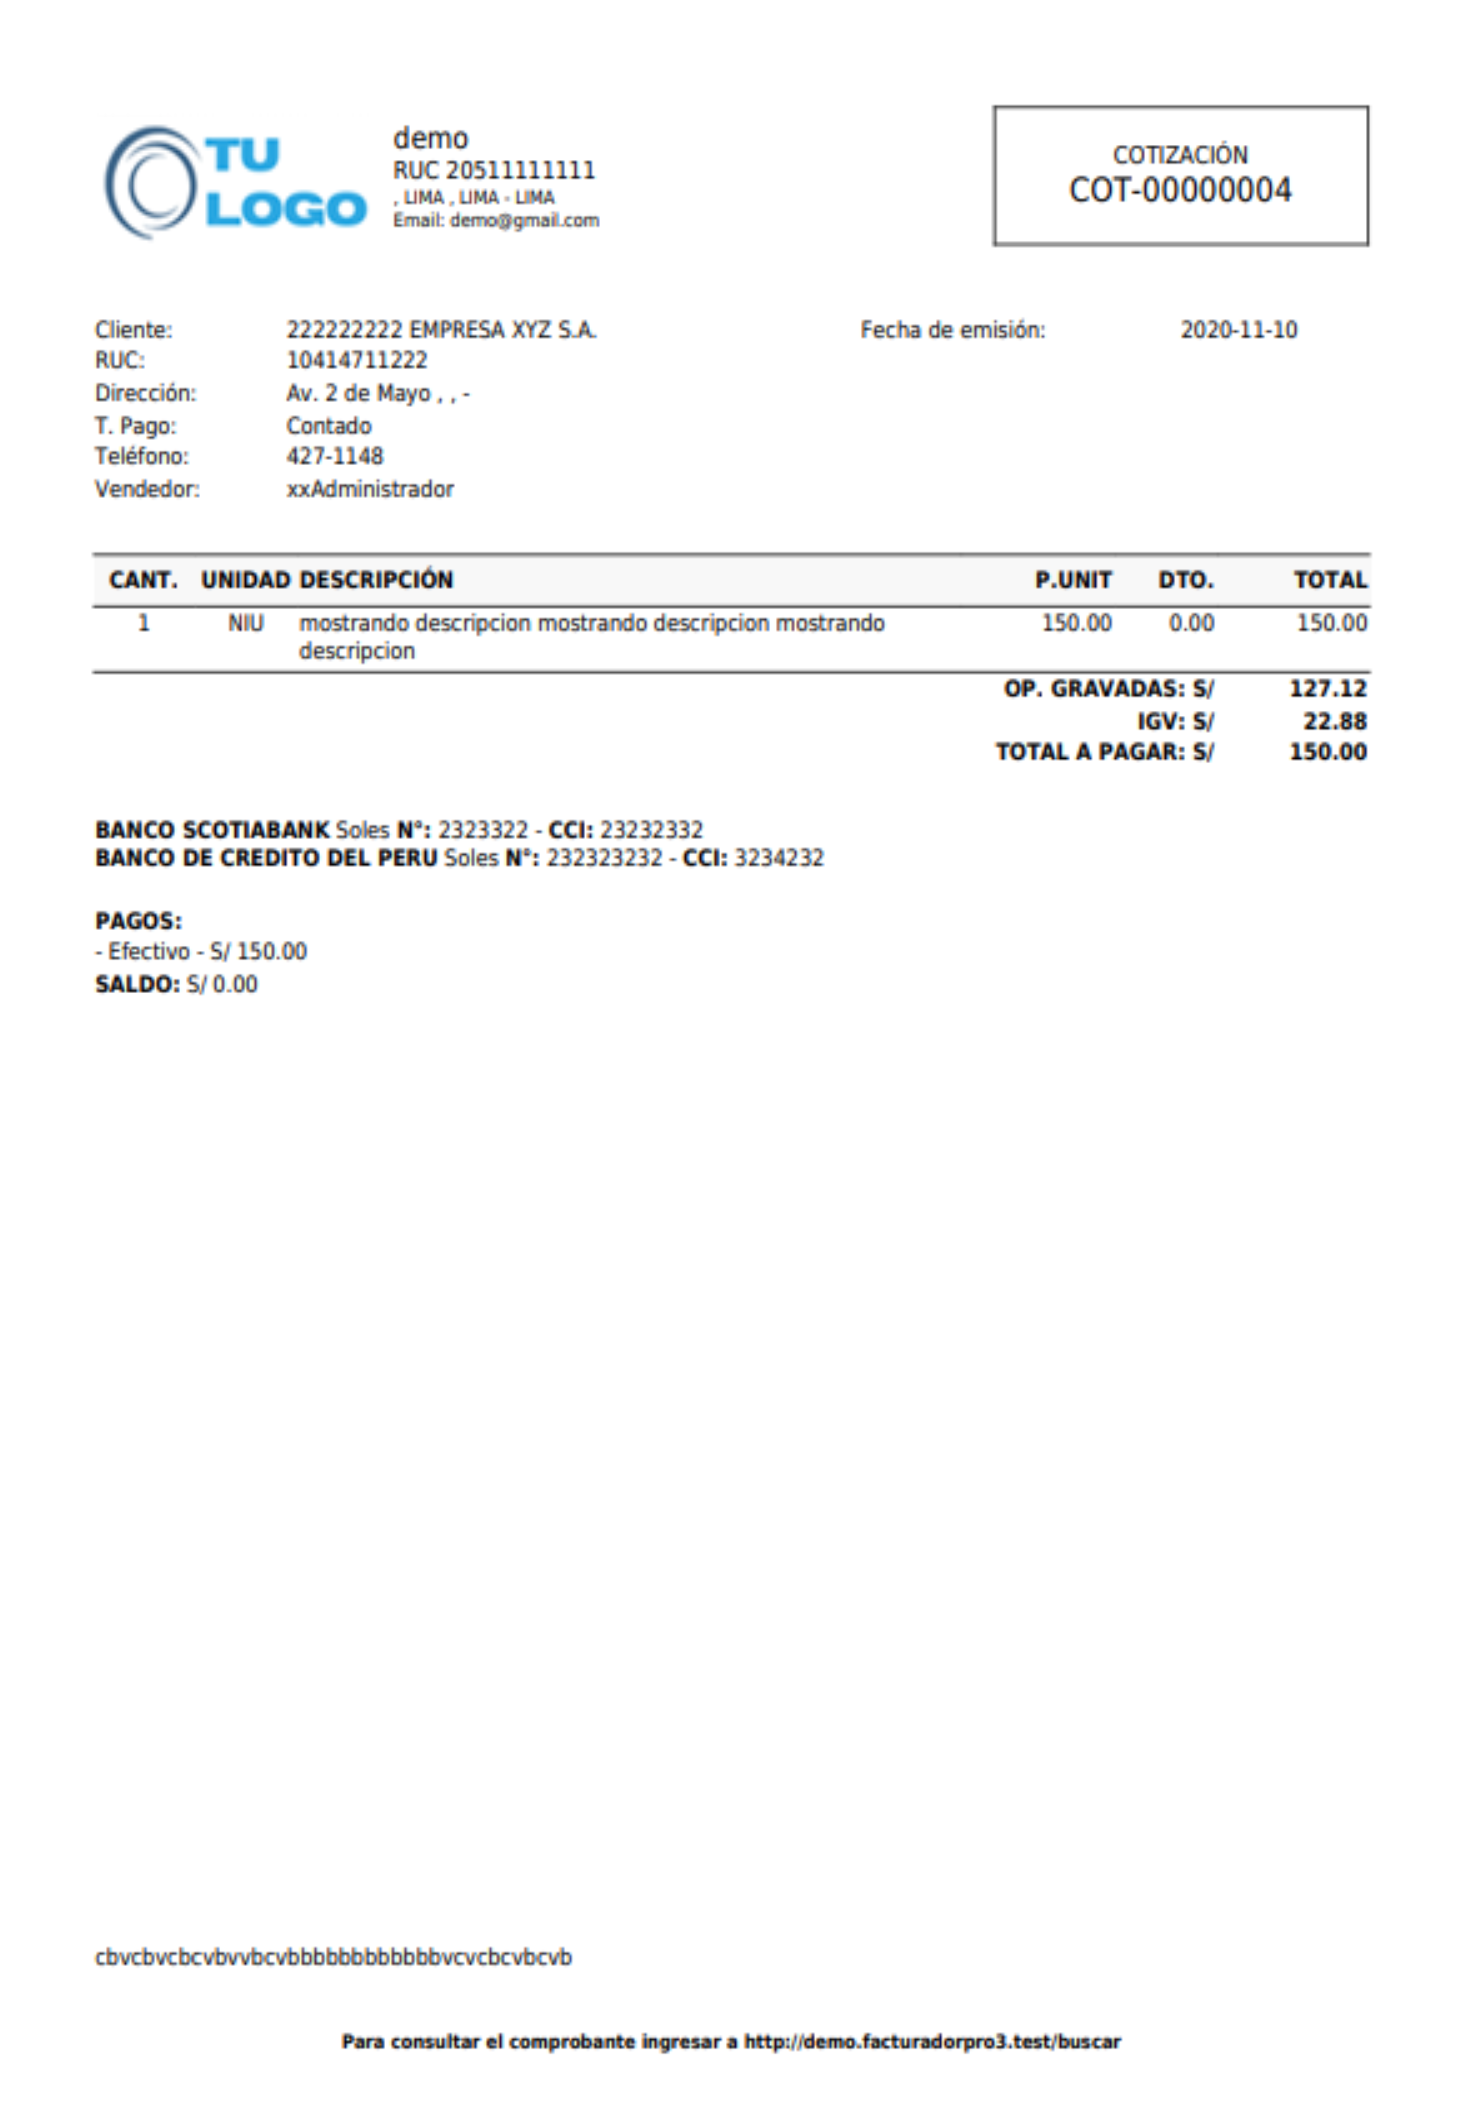 TU
LOGO
demo
RUC 20511111111
, LIMA , LIMA - LIMA
Email: demo@gmail.com
COTIZACIÓN
COT-00000004
Cliente: 222222222 EMPRESA XYZ S.A. Fecha de emisión: 2020-11-10
RUC: 10414711222
Dirección: Av. 2 de Mayo , , -
T. Pago: Contado
Teléfono: 427-1148
Vendedor: xxAdministrador
CANT. UNIDAD DESCRIPCIÓN P.UNIT DTO. TOTAL
1 NIU mostrando descripcion mostrando descripcion mostrando 150.00 0.00 150.00
descripcion
OP. GRAVADAS: S/ 127.12
IGV: S/ 22.88
TOTAL A PAGAR: S/ 150.00
BANCO SCOTIABANK Soles N°: 2323322 - CCI: 23232332
BANCO DE CREDITO DEL PERU Soles N°: 232323232 - CCI: 3234232
PAGOS:
- Efectivo - S/ 150.00
SALDO: S/ 0.00
cbvcbvcbcvbvvbcvbbbbbbbbbbbbvcvcbcvbcvb
Para consultar el comprobante ingresar a http://demo.facturadorpro3.test/buscar